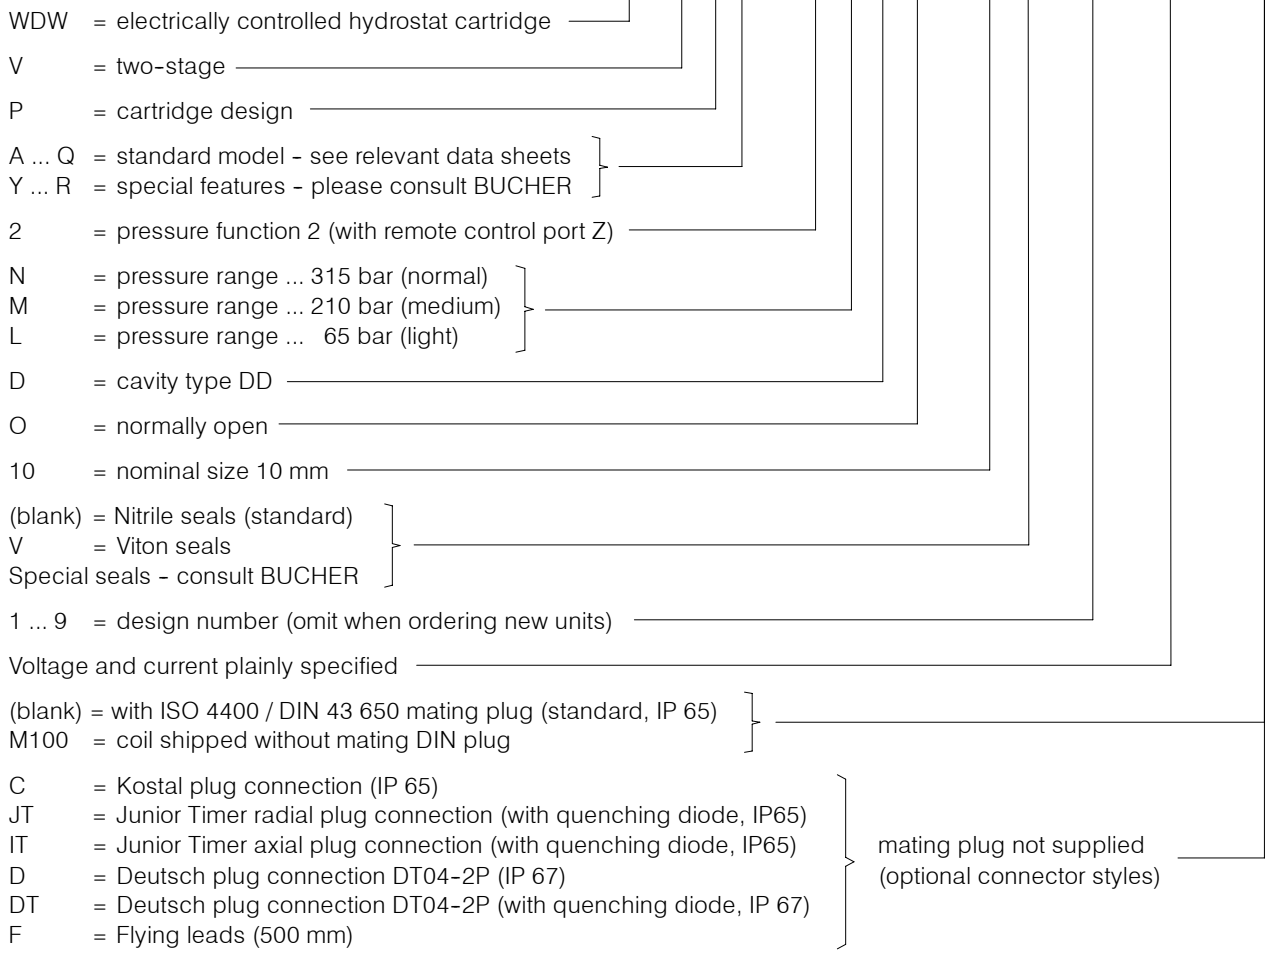 WDW = electrically controlled hydrostat cartridge
V = two-stage
P = cartridge design
A ... Q = standard model - see relevant data sheets
Y ... R = special features - please consult BUCHER
2 = pressure function 2 (with remote control port Z)
N = pressure range ... 315 bar (normal)
M = pressure range ... 210 bar (medium)
L = pressure range ... 65 bar (light)
D = cavity type DD
O = normally open
10 = nominal size 10 mm
(blank) = Nitrile seals (standard)
V = Viton seals
Special seals - consult BUCHER
1 ... 9 = design number (omit when ordering new units)
Voltage and current plainly specified
(blank) = with ISO 4400 / DIN 43 650 mating plug (standard, IP 65)
M100 = coil shipped without mating DIN plug
C = Kostal plug connection (IP 65)
JT = Junior Timer radial plug connection (with quenching diode, IP65)
IT = Junior Timer axial plug connection (with quenching diode, IP65)
D = Deutsch plug connection DT04-2P (IP 67)
DT = Deutsch plug connection DT04-2P (with quenching diode, IP 67)
F = Flying leads (500 mm)
mating plug not supplied
(optional connector styles)